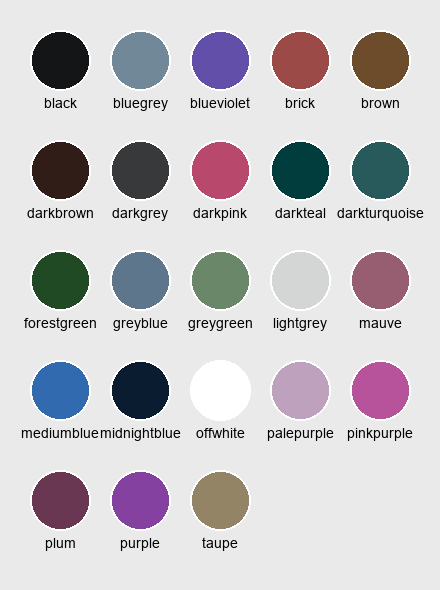 black bluegrey blueviolet brick brown
darkbrown darkgrey darkpink darkteal darkturquoise
forestgreen greyblue greygreen lightgrey mauve
mediumblue midnightblue offwhite palepurple pinkpurple
plum purple taupe